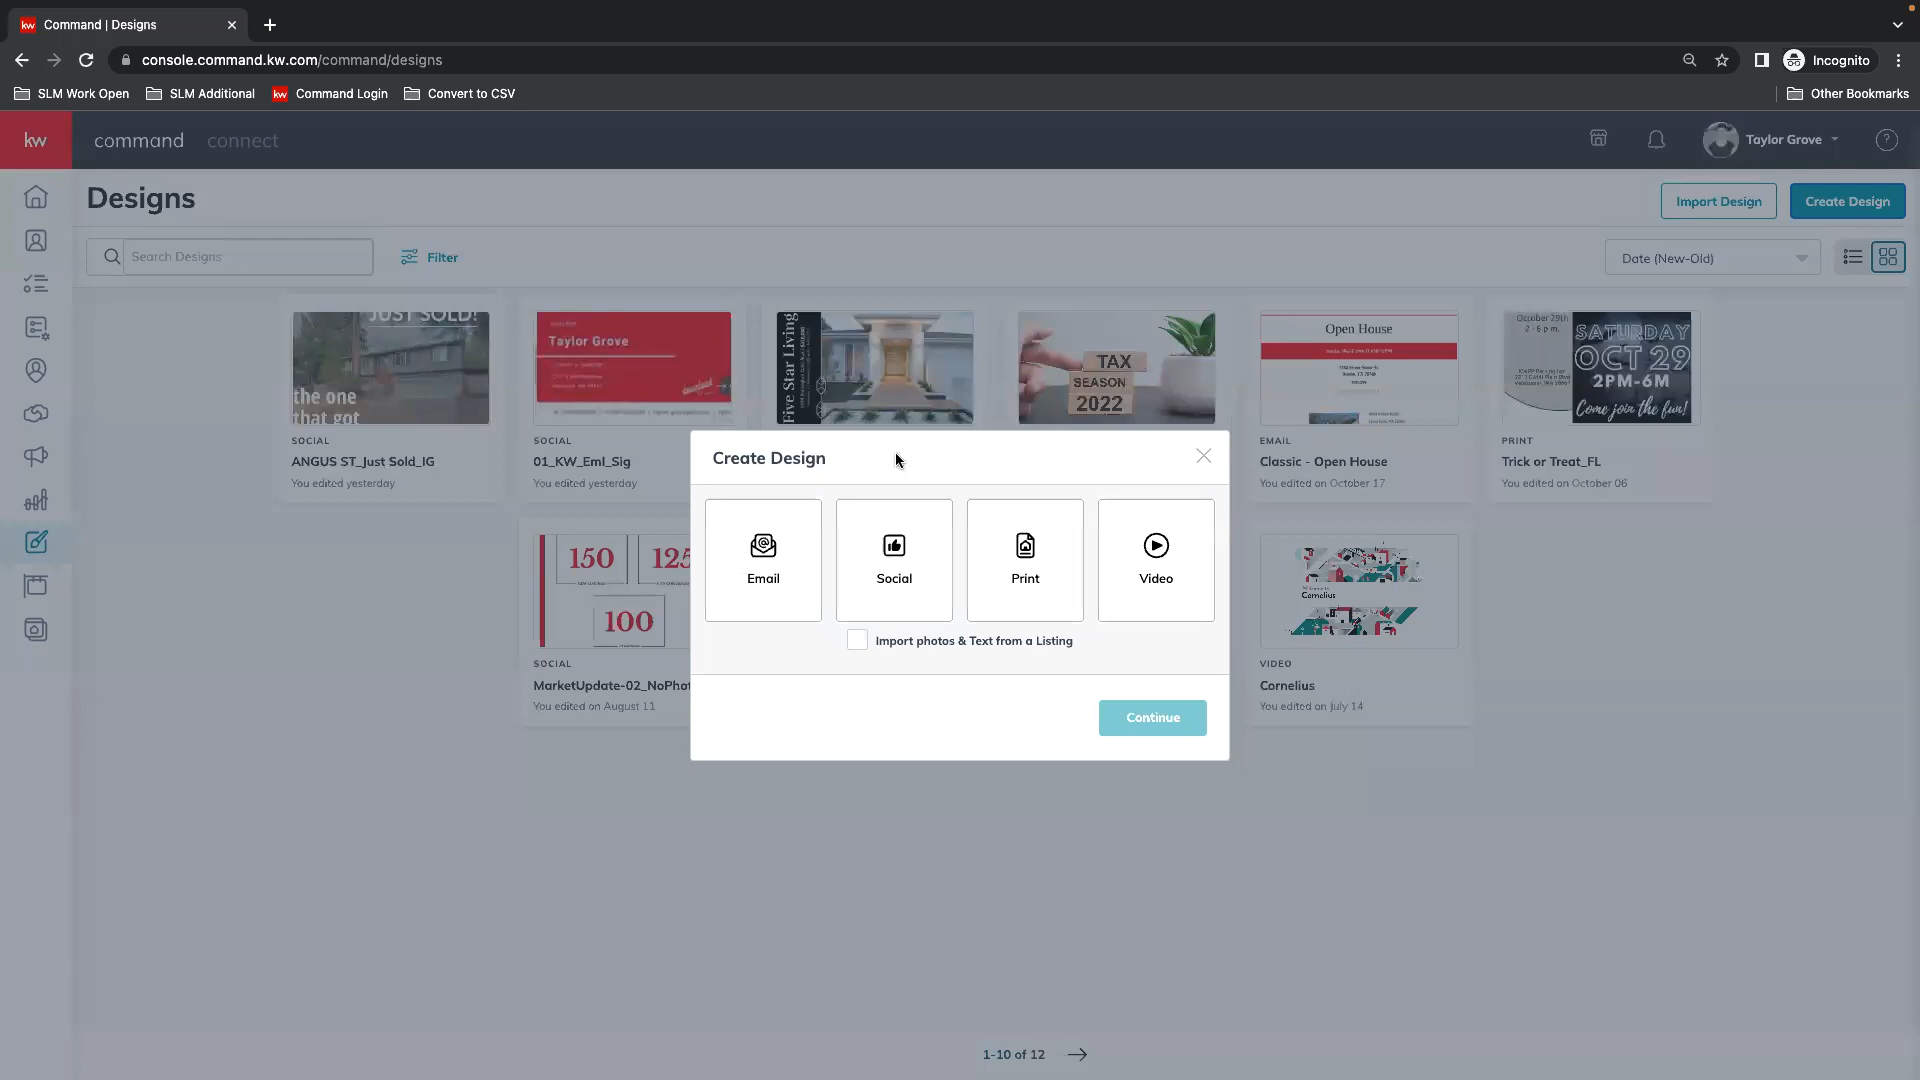 kw Command | Designs
console.command.kw.com/command/designs
Incognito
SLM Work Open
SLM Additional
kw Command Login
Convert to CSV
Other Bookmarks
kw command connect
Taylor Grove
?
Designs
Import Design
Create Design
Search Designs
Filter
Date (New-Old)
JUST SOLD!
the one
that got
SOCIAL
ANGUS ST_Just Sold_IG
You edited yesterday
Taylor Grove
SOCIAL
01_KW_Eml_Sig
You edited yesterday
Five Star Living
TAX
SEASON
2022
Open House
EMAIL
Classic - Open House
You edited on October 17
October 29th
2 - 6 p.m.
SATURDAY
OCT 29
2PM-6M
Come join the fun!
PRINT
Trick or Treat_FL
You edited on October 06
Create Design
Email
Social
Print
Video
Import photos & Text from a Listing
Continue
150
125
100
SOCIAL
MarketUpdate-02_NoPhot
You edited on August 11
Cornelius
VIDEO
Cornelius
You edited on July 14
1-10 of 12